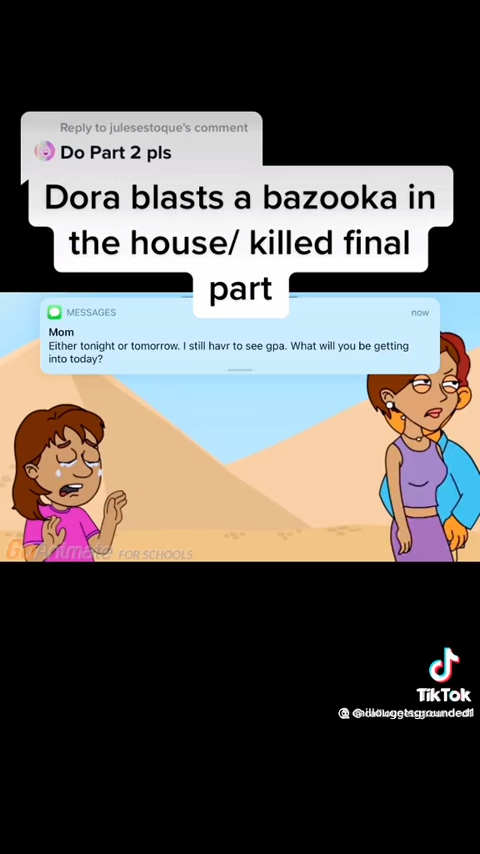 Reply to julesestoque's comment
Do Part 2 pls
Dora blasts a bazooka in
the house/ killed final
part
MESSAGES
now
Mom
Either tonight or tomorrow. I still havr to see gpa. What will you be getting
into today?
GoAnimate FOR SCHOOLS
TikTok